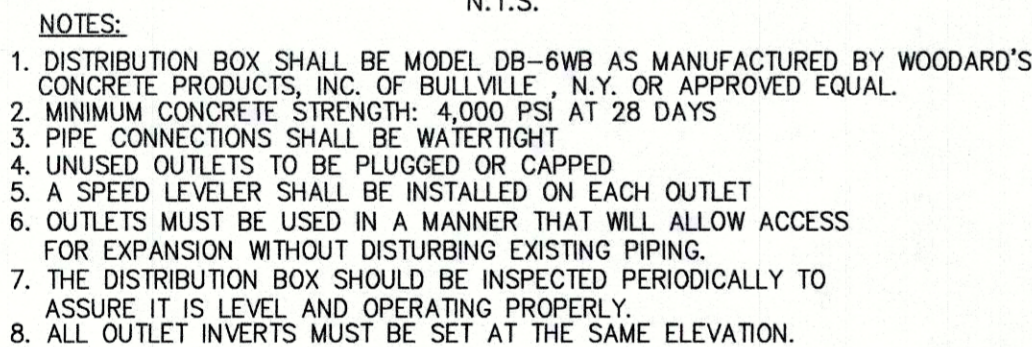 N.T.S.
NOTES:
1. DISTRIBUTION BOX SHALL BE MODEL DB-6WB AS MANUFACTURED BY WOODARD'S
CONCRETE PRODUCTS, INC. OF BULLVILLE , N.Y. OR APPROVED EQUAL.
2. MINIMUM CONCRETE STRENGTH: 4,000 PSI AT 28 DAYS
3. PIPE CONNECTIONS SHALL BE WATERTIGHT
4. UNUSED OUTLETS TO BE PLUGGED OR CAPPED
5. A SPEED LEVELER SHALL BE INSTALLED ON EACH OUTLET
6. OUTLETS MUST BE USED IN A MANNER THAT WILL ALLOW ACCESS
FOR EXPANSION WITHOUT DISTURBING EXISTING PIPING.
7. THE DISTRIBUTION BOX SHOULD BE INSPECTED PERIODICALLY TO
ASSURE IT IS LEVEL AND OPERATING PROPERLY.
8. ALL OUTLET INVERTS MUST BE SET AT THE SAME ELEVATION.